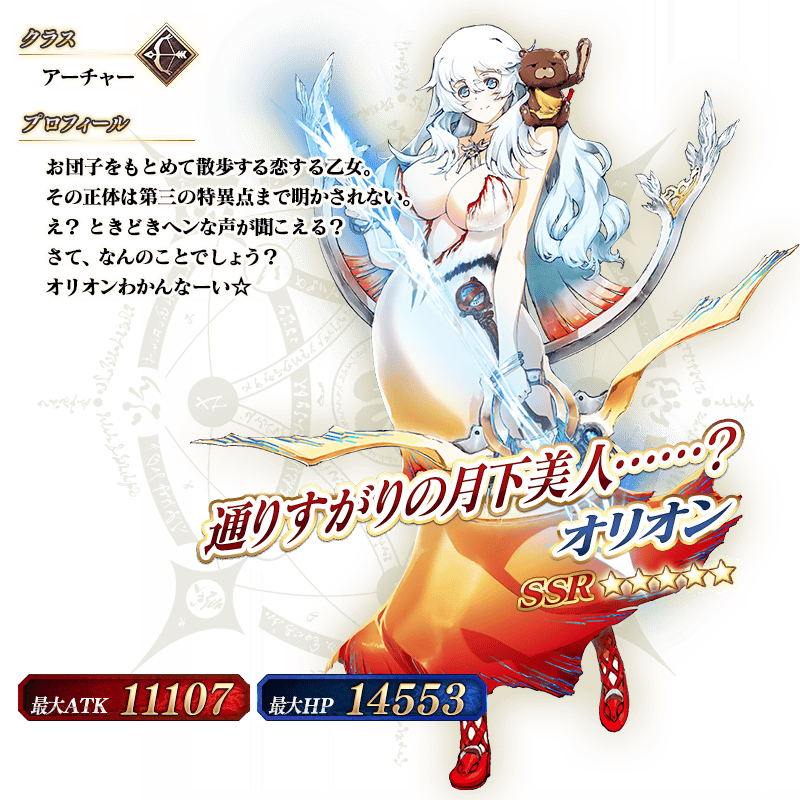 クラス
アーチャー
プロフィール
お団子をもとめて散歩する恋する乙女。
その正体は第三の特異点まで明かされない。
え？ ときどきヘンな声が聞こえる？
さて、なんのことでしょう？
オリオンわかんなーい☆
通りすがりの月下美人……？
オリオン
SSR ☆☆☆☆☆
最大ATK 11107
最大HP 14553